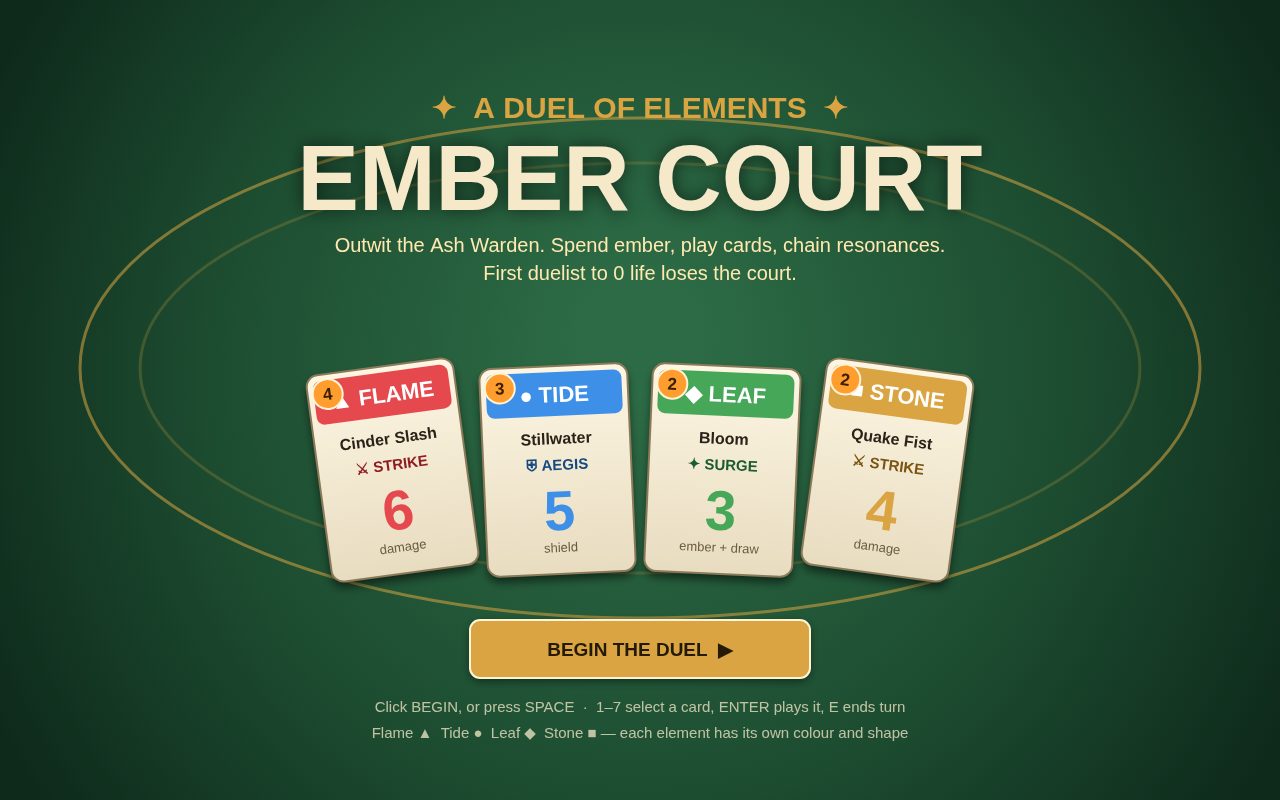 ✦ A DUEL OF ELEMENTS ✦
EMBER COURT
Outwit the Ash Warden. Spend ember, play cards, chain resonances.
First duelist to 0 life loses the court.
4 ▲ FLAME
Cinder Slash
⚔ STRIKE
6
damage
3 ● TIDE
Stillwater
⛨ AEGIS
5
shield
2 ◆ LEAF
Bloom
✦ SURGE
3
ember + draw
2 ■ STONE
Quake Fist
⚔ STRIKE
4
damage
BEGIN THE DUEL ▶
Click BEGIN, or press SPACE · 1–7 select a card, ENTER plays it, E ends turn
Flame ▲ Tide ● Leaf ◆ Stone ■ — each element has its own colour and shape